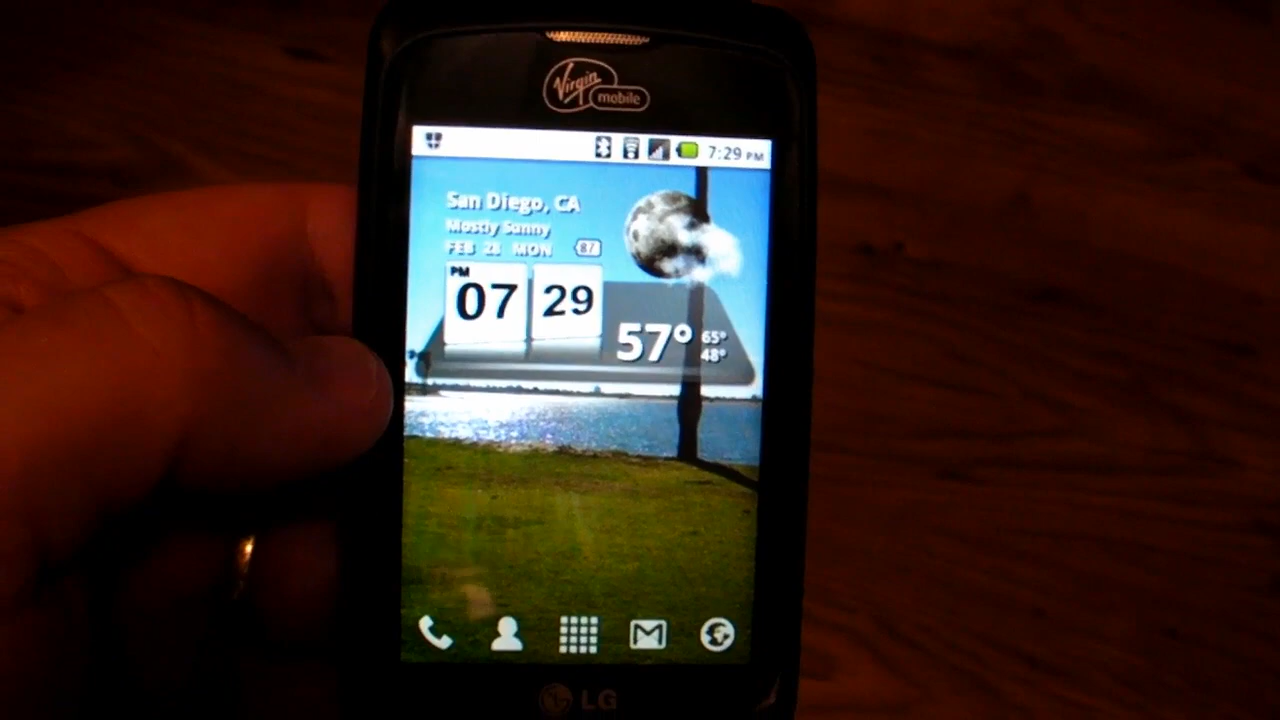 Virgin
mobile
7:29 PM
San Diego, CA
Mostly Sunny
FEB 28 MON 87
PM
07 29
57° 65°
48°
LG